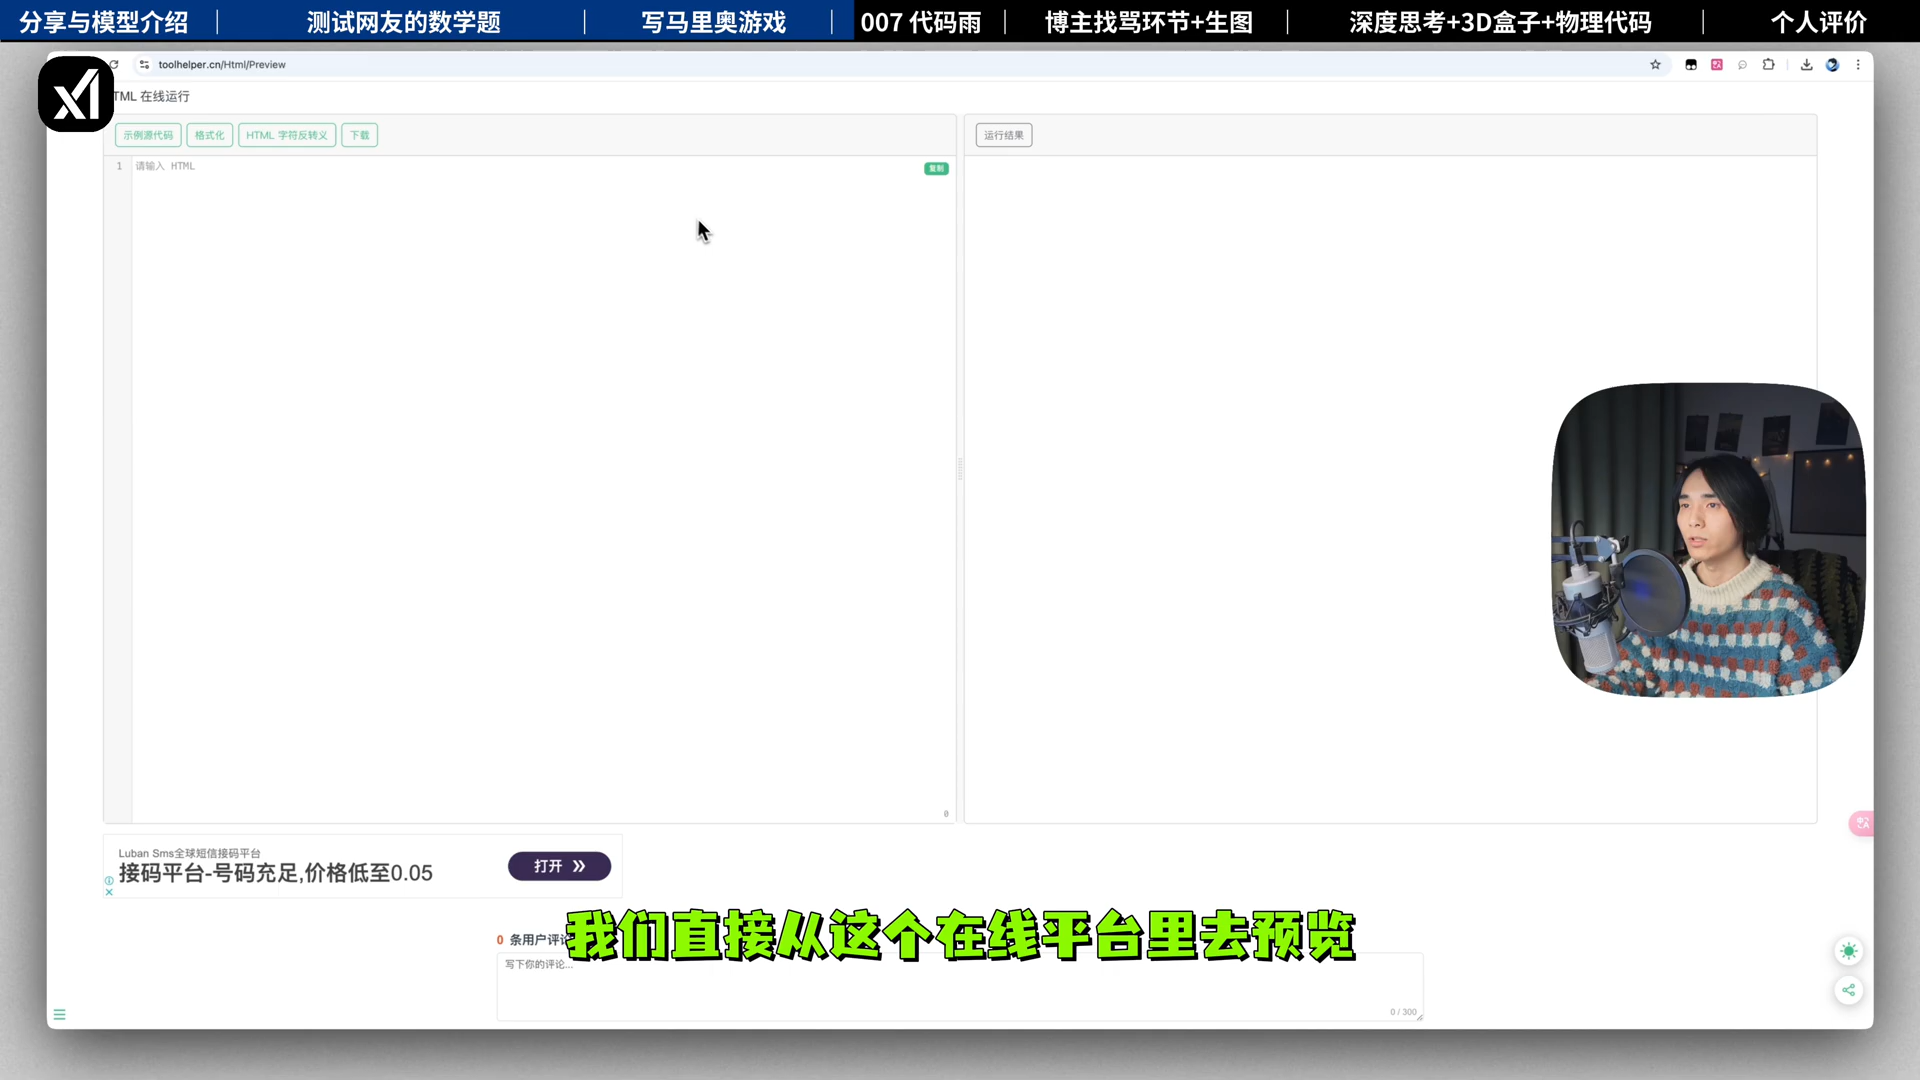 分享与模型介绍 | 测试网友的数学题 | 写马里奥游戏 | 007 代码雨 | 博主找骂环节+生图 | 深度思考+3D盒子+物理代码 | 个人评价
toolhelper.cn/Html/Preview
TML 在线运行
示例源代码 格式化 HTML 字符反转义 下载
运行结果
1 请输入 HTML
复制
0
Luban Sms全球短信接码平台
接码平台-号码充足,价格低至0.05
打开
0 条用户评论
我们直接从这个在线平台里去预览
写下你的评论...
0 / 300